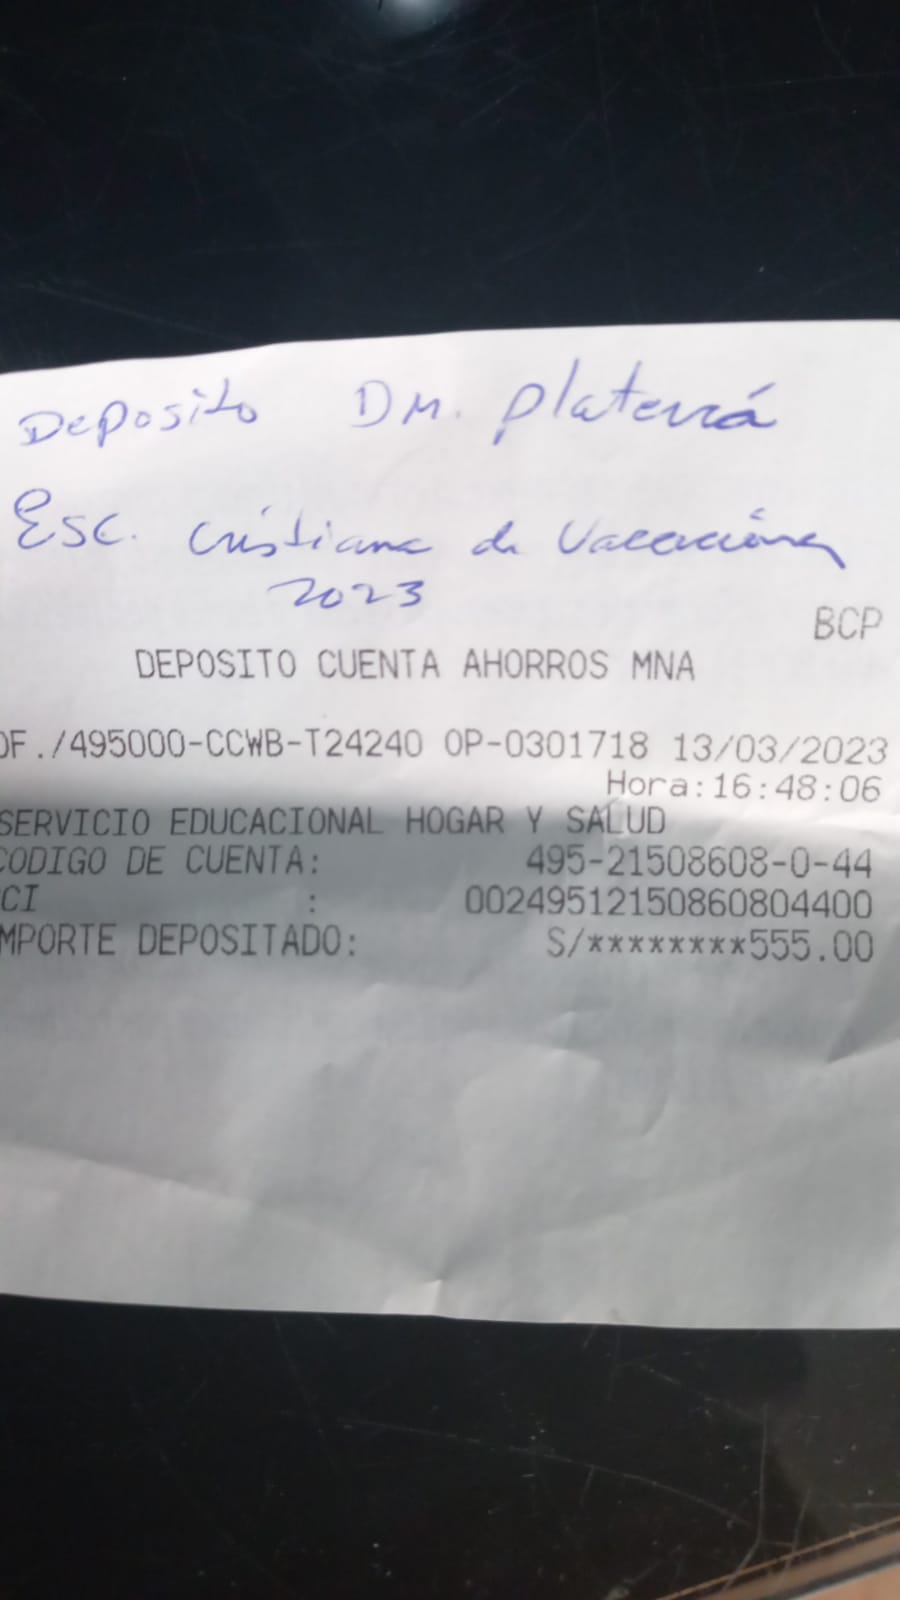 Deposito DM. Plateriá
Esc. Cristiana de Vacaciones
2023
BCP
DEPOSITO CUENTA AHORROS MNA
OF./495000-CCWB-T24240 OP-0301718 13/03/2023
Hora:16:48:06
SERVICIO EDUCACIONAL HOGAR Y SALUD
CODIGO DE CUENTA: 495-21508608-0-44
CI : 00249512150860804400
MPORTE DEPOSITADO: S/********555.00